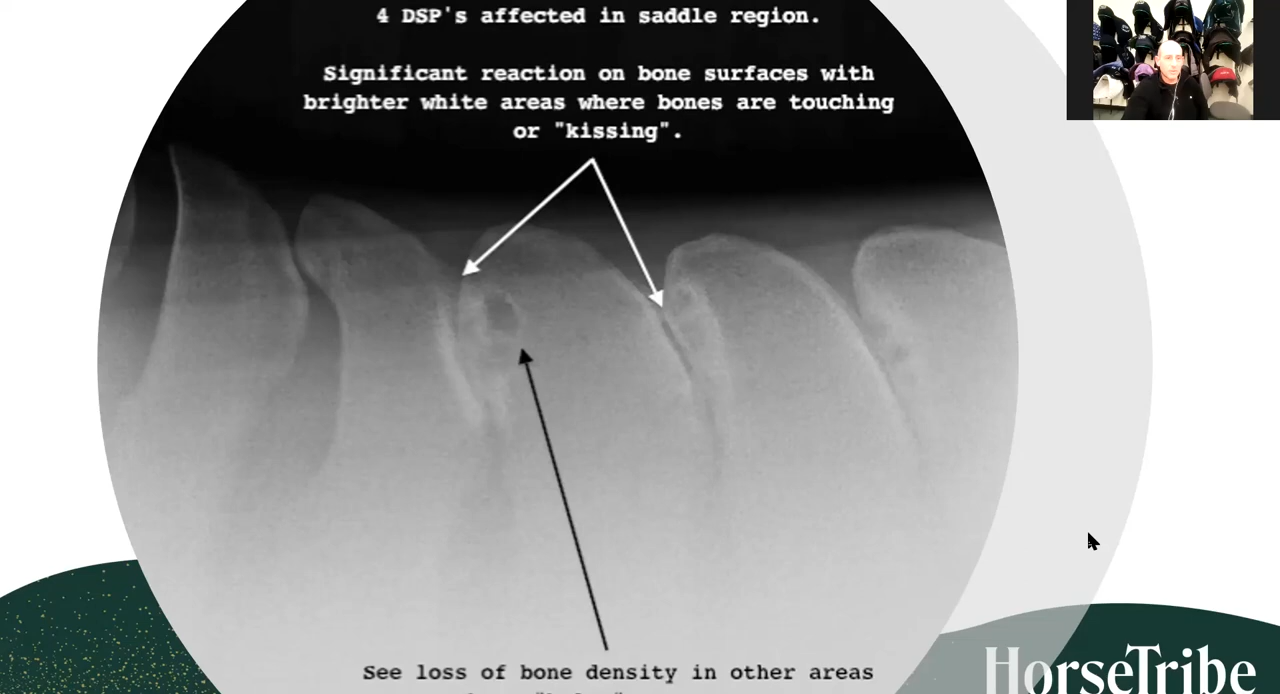 4 DSP's affected in saddle region.
Significant reaction on bone surfaces with
brighter white areas where bones are touching
or "kissing".
See loss of bone density in other areas
HorseTribe